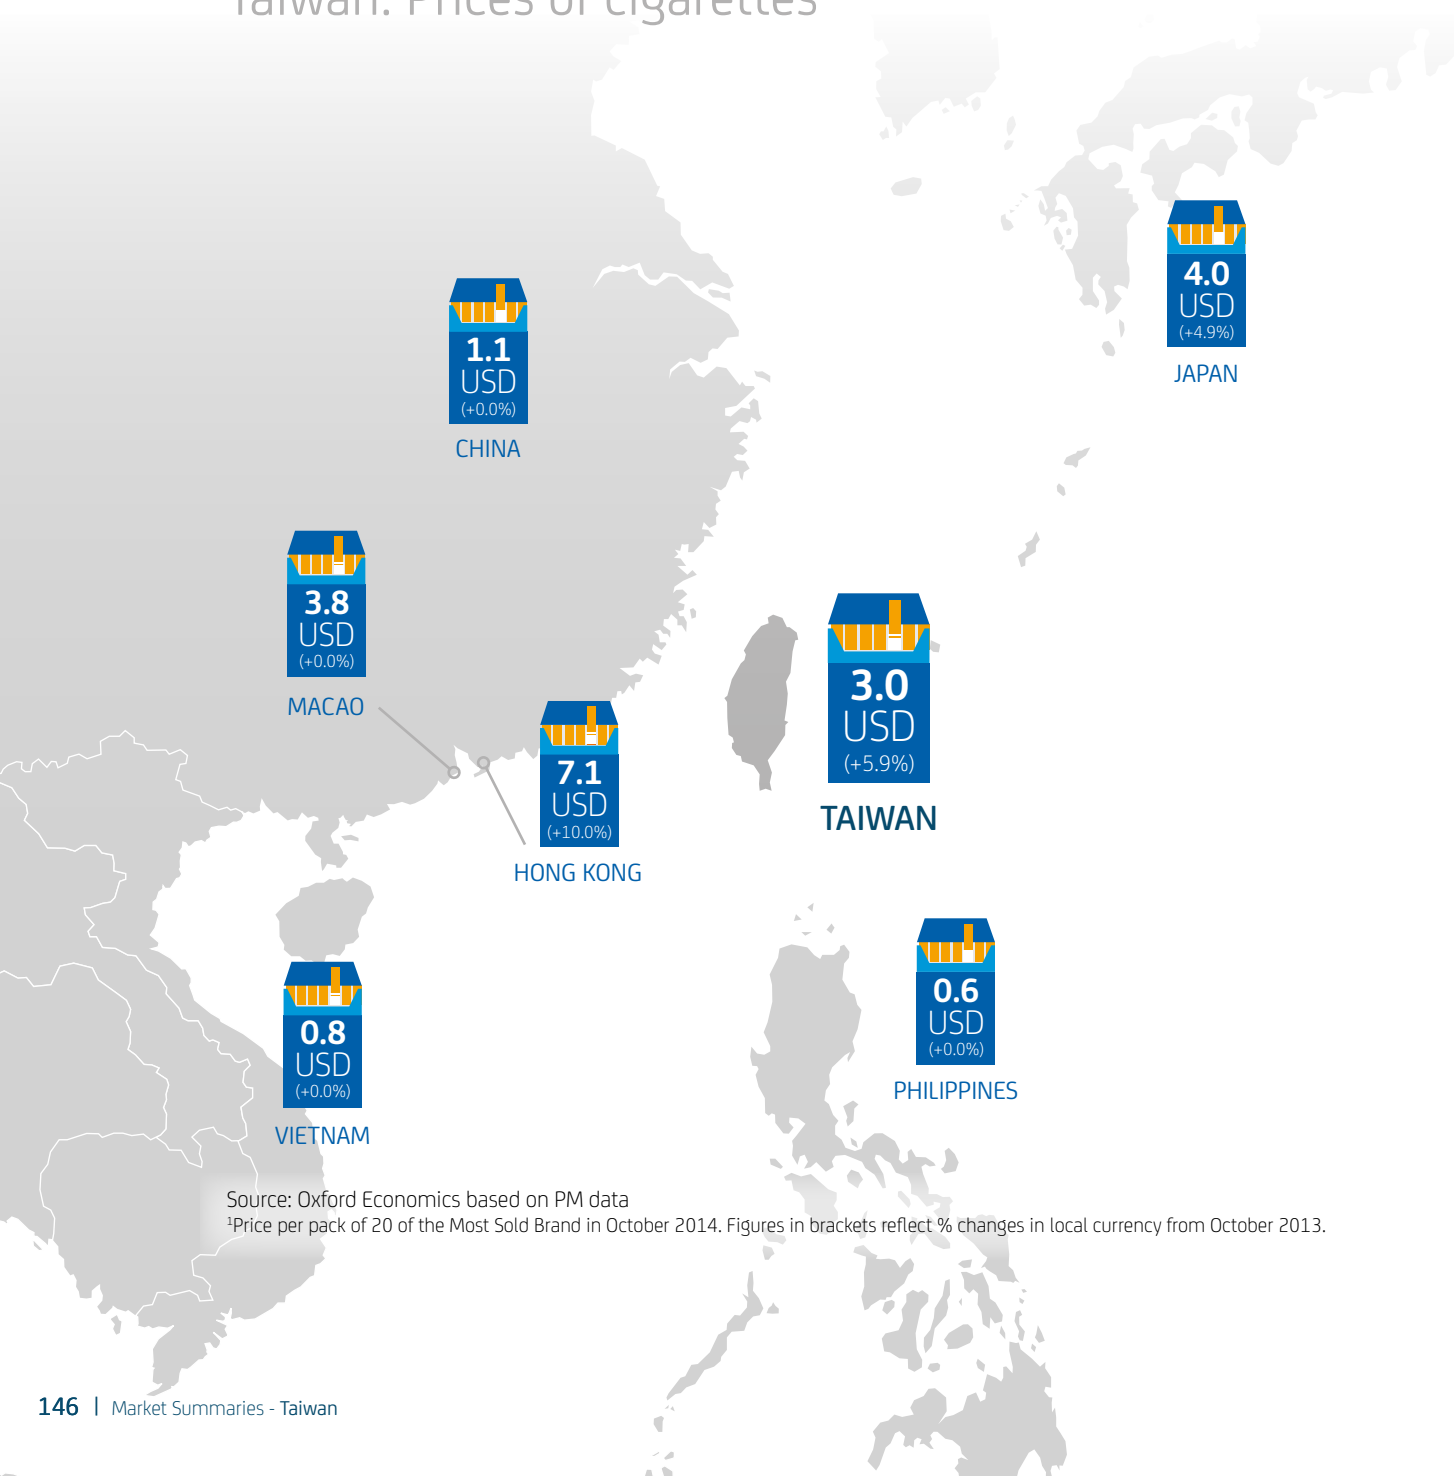 Taiwan: Prices of cigarettes
4.0
USD
(+4.9%)
JAPAN
1.1
USD
(+0.0%)
CHINA
3.8
USD
(+0.0%)
MACAO
3.0
USD
(+5.9%)
TAIWAN
7.1
USD
(+10.0%)
HONG KONG
0.6
USD
(+0.0%)
PHILIPPINES
0.8
USD
(+0.0%)
VIETNAM
Source: Oxford Economics based on PM data
¹Price per pack of 20 of the Most Sold Brand in October 2014. Figures in brackets reflect % changes in local currency from October 2013.
146 | Market Summaries - Taiwan